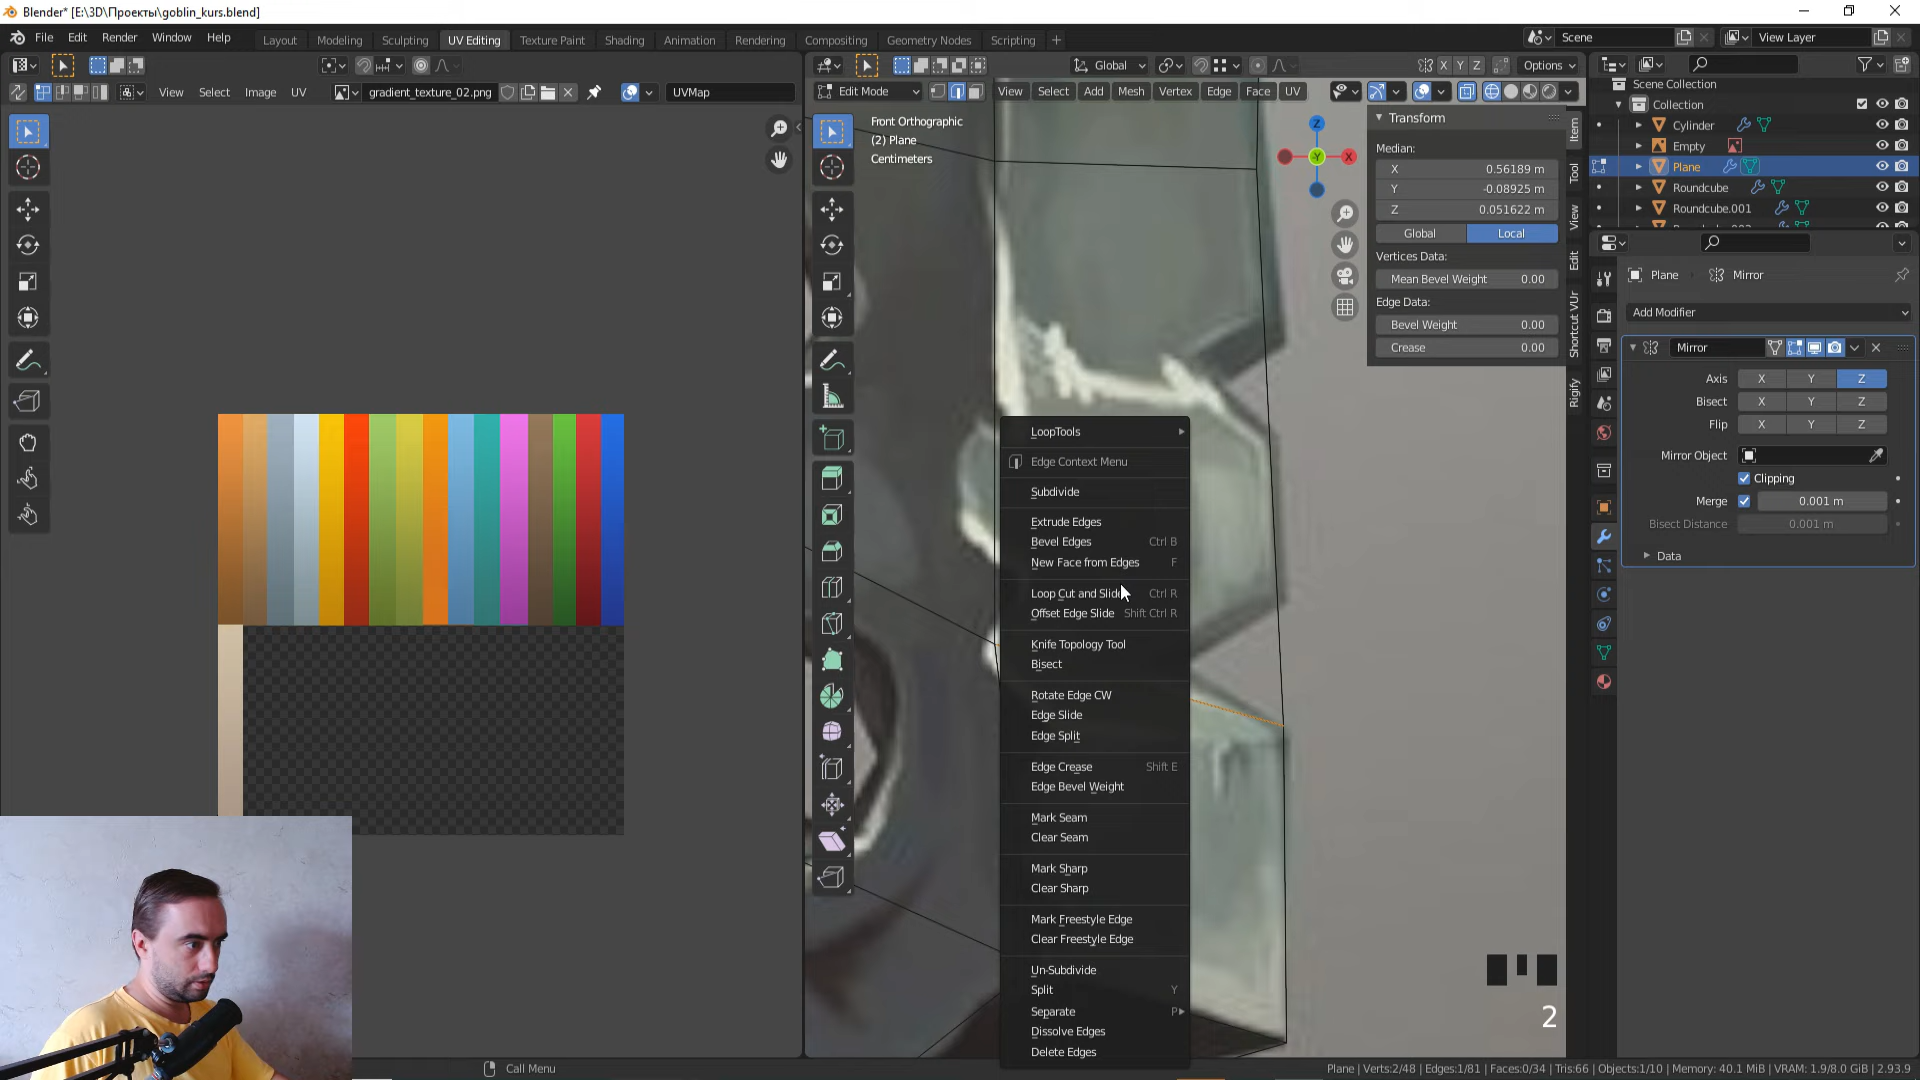 Blender* [E:\3D\Проекты\goblin_kurs.blend]
File Edit Render Window Help
Layout Modeling Sculpting UV Editing Texture Paint Shading Animation Rendering Compositing Geometry Nodes Scripting +
Scene
View Layer
Global
X Y Z
Options
View Select Image UV
gradient_texture_02.png
UVMap
Edit Mode
View Select Add Mesh Vertex Edge Face UV
Front Orthographic
(2) Plane
Centimeters
Z
Y
X
Transform
Median:
X 0.56189 m
Y -0.08925 m
Z 0.051622 m
Global Local
Vertices Data:
Mean Bevel Weight 0.00
Edge Data:
Bevel Weight 0.00
Crease 0.00
Item
Tool
View
Edit
Shortcut VUr
Rigify
Scene Collection
Collection
Cylinder
Empty
Plane
Roundcube
Roundcube.001
Plane Mirror
Add Modifier
Mirror
Axis X Y Z
Bisect X Y Z
Flip X Y Z
Mirror Object
Clipping
Merge 0.001 m
Bisect Distance 0.001 m
Data
LoopTools
Edge Context Menu
Subdivide
Extrude Edges
Bevel Edges Ctrl B
New Face from Edges F
Loop Cut and Slide Ctrl R
Offset Edge Slide Shift Ctrl R
Knife Topology Tool
Bisect
Rotate Edge CW
Edge Slide
Edge Split
Edge Crease Shift E
Edge Bevel Weight
Mark Seam
Clear Seam
Mark Sharp
Clear Sharp
Mark Freestyle Edge
Clear Freestyle Edge
Un-Subdivide
Split Y
Separate P
Dissolve Edges
Delete Edges
2
Call Menu
Plane | Verts:2/48 | Edges:1/81 | Faces:0/34 | Tris:66 | Objects:1/10 | Memory: 40.1 MiB | VRAM: 1.9/8.0 GiB | 2.93.9